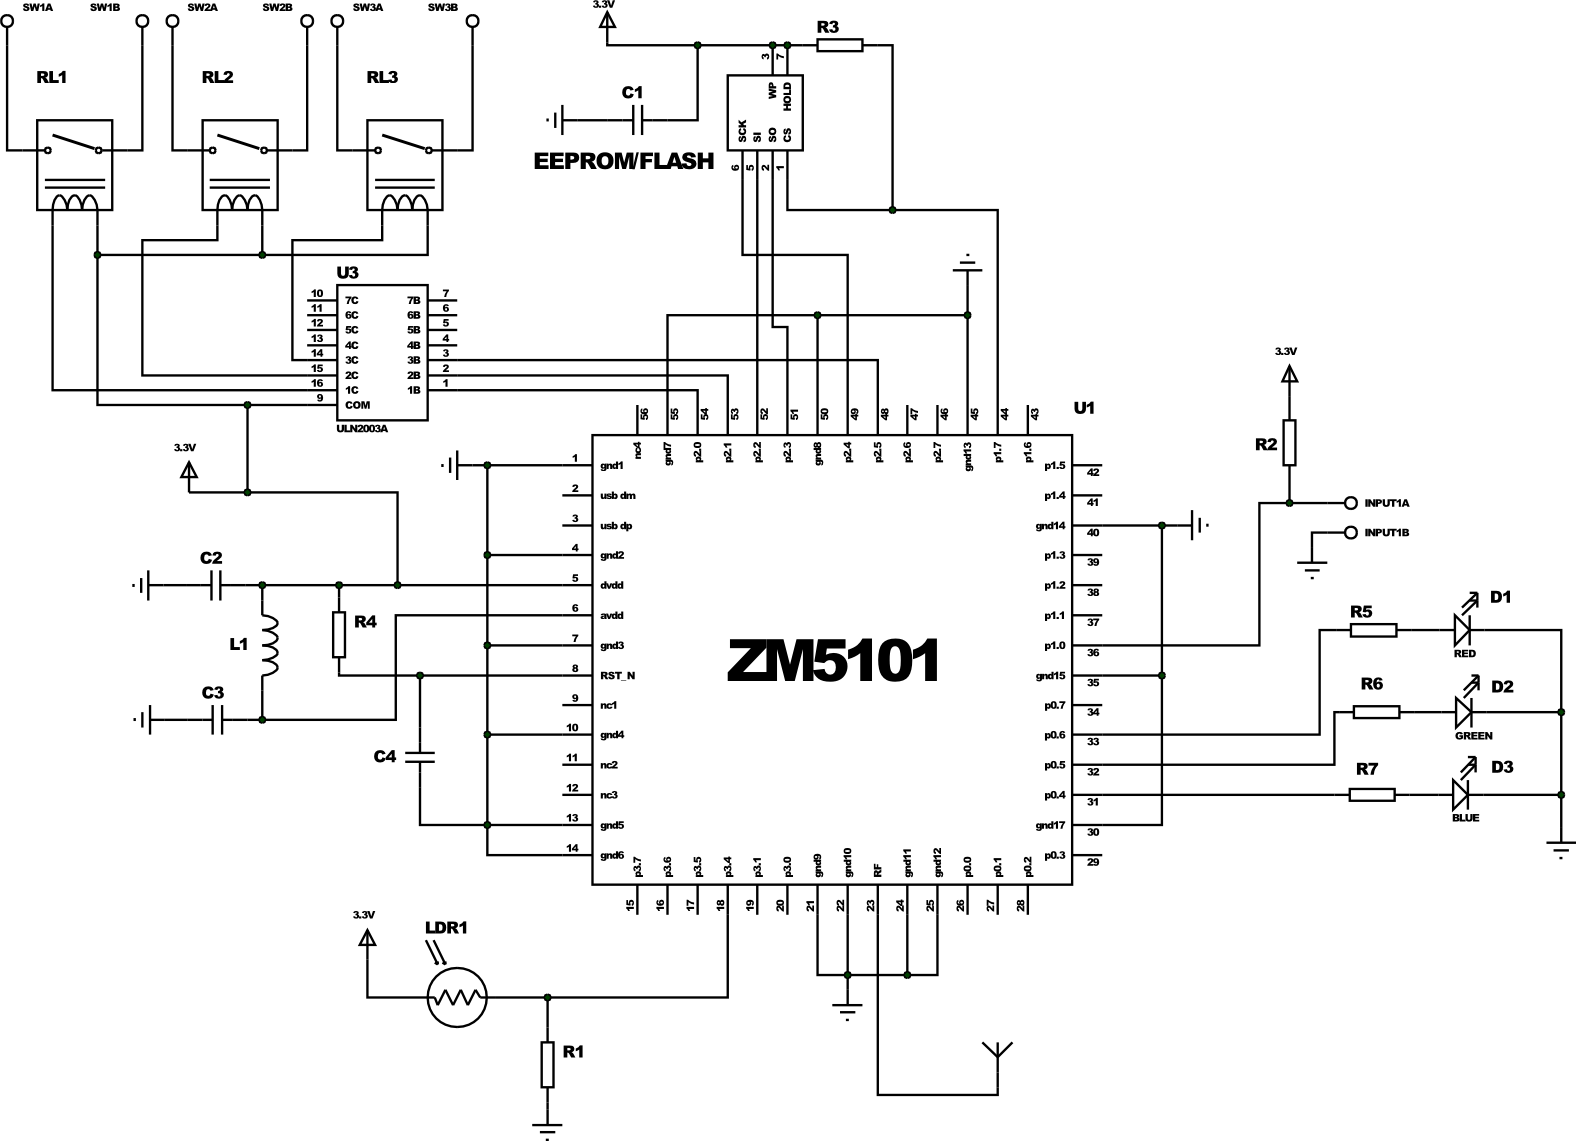 SW1A SW1B SW2A SW2B SW3A SW3B
3.3V
R3
RL1 RL2 RL3
3 7
WP HOLD
C1
SCK SI SO CS
EEPROM/FLASH
6 5 2 1
U3
10 7C 7B 7
11 6C 6B 6
12 5C 5B 5
13 4C 4B 4
14 3C 3B 3
15 2C 2B 2
16 1C 1B 1
9 COM
ULN2003A
3.3V
3.3V
R2
INPUT1A
INPUT1B
U1
56 55 54 53 52 51 50 49 48 47 46 45 44 43
nc4 gnd7 p2.0 p2.1 p2.2 p2.3 gnd8 p2.4 p2.5 p2.6 p2.7 gnd13 p1.7 p1.6
1 gnd1 p1.5 42
2 usb dm p1.4 41
3 usb dp gnd14 40
4 gnd2 p1.3 39
5 dvdd p1.2 38
6 avdd p1.1 37
7 gnd3 p1.0 36
8 RST_N gnd15 35
9 nc1 p0.7 34
10 gnd4 p0.6 33
11 nc2 p0.5 32
12 nc3 p0.4 31
13 gnd5 gnd17 30
14 gnd6 p0.3 29
ZM5101
C2
L1
R4
C3
C4
R5 D1
RED
R6 D2
GREEN
R7 D3
BLUE
p3.7 p3.6 p3.5 p3.4 p3.1 p3.0 gnd9 gnd10 RF gnd11 gnd12 p0.0 p0.1 p0.2
15 16 17 18 19 20 21 22 23 24 25 26 27 28
3.3V
LDR1
R1